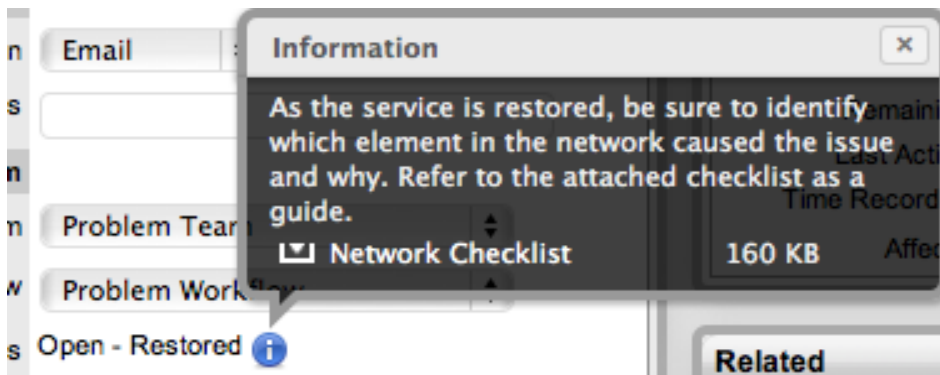 n Email
Information
s
As the service is restored, be sure to identify
which element in the network caused the issue
and why. Refer to the attached checklist as a
guide.
Network Checklist 160 KB
m
m Problem Team
w Problem Workflow
s Open - Restored
Last Acti
Time Record
Affec
Related